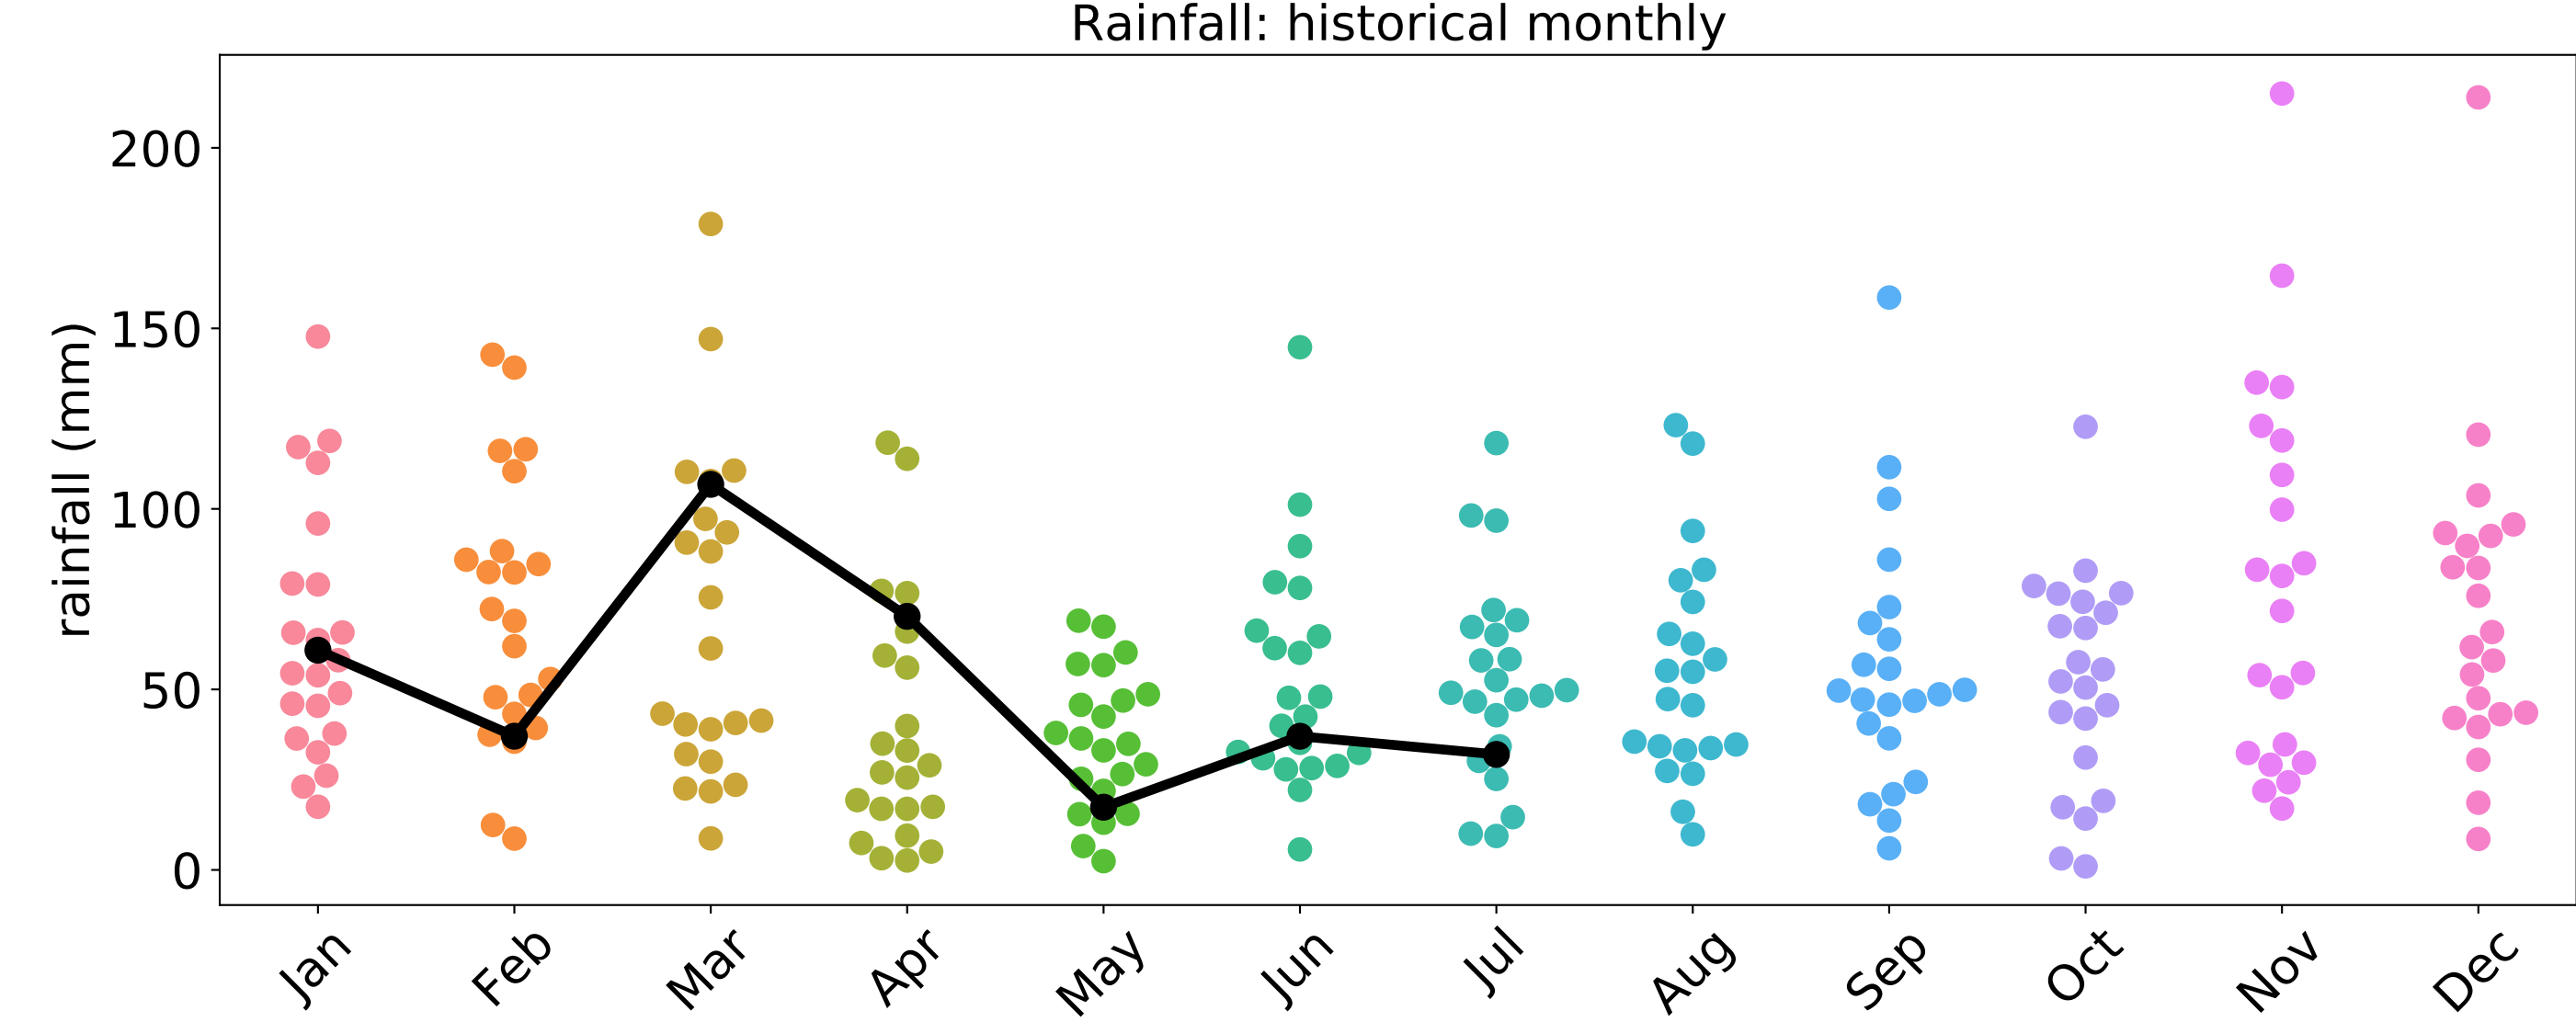 Rainfall: historical monthly
rainfall (mm)
200
150
100
50
0
Jan
Feb
Mar
Apr
May
Jun
Jul
Aug
Sep
Oct
Nov
Dec